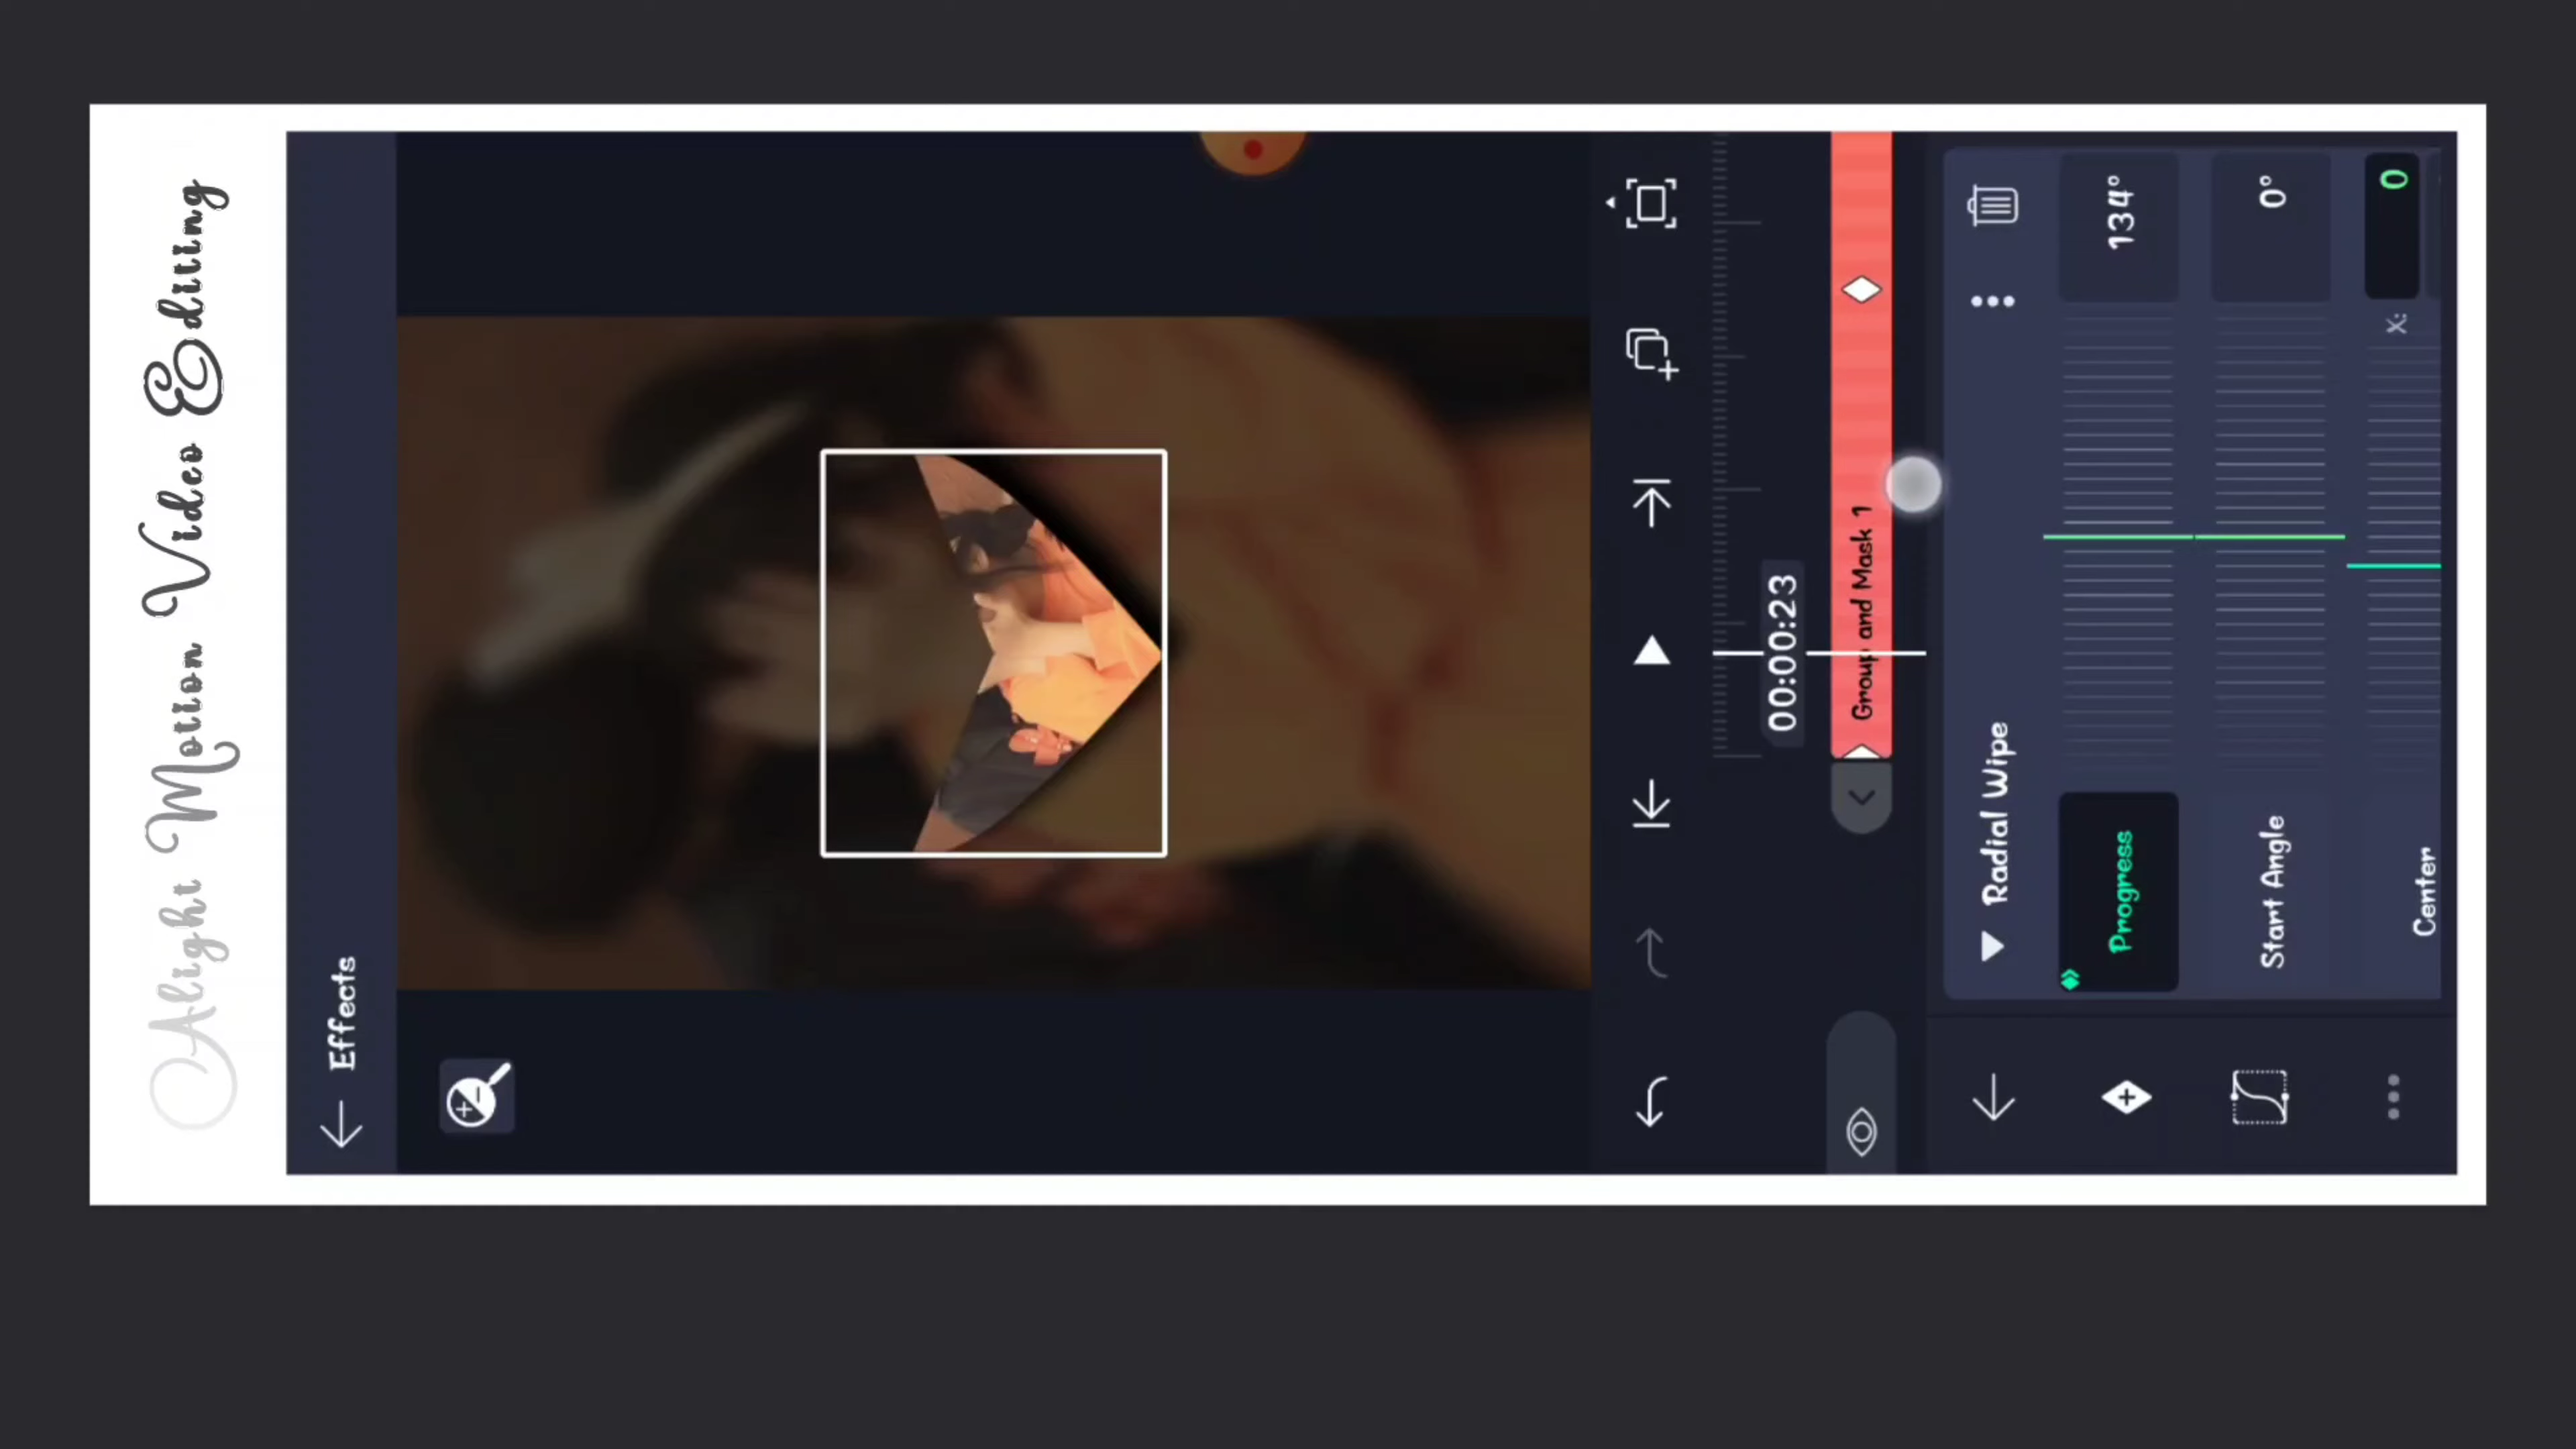 Alight Motion Video Editing
← Effects
00:00:23
Group and Mask 1
Radial Wipe
Progress 134°
Start Angle 0°
Center X: 0